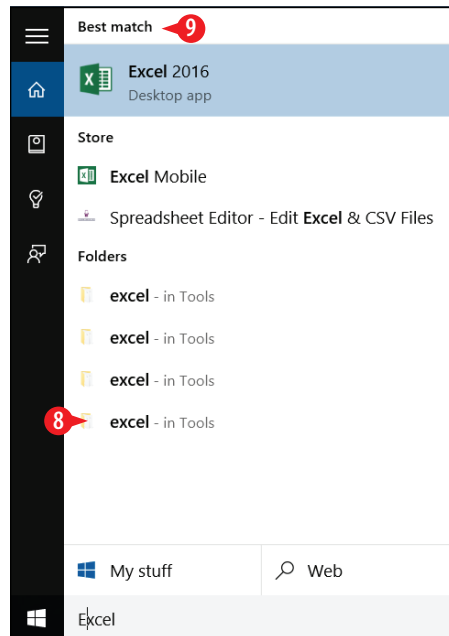 Best match
9
Excel 2016
Desktop app
Store
Excel Mobile
Spreadsheet Editor - Edit Excel & CSV Files
Folders
excel - in Tools
excel - in Tools
excel - in Tools
8
excel - in Tools
My stuff
Web
Excel